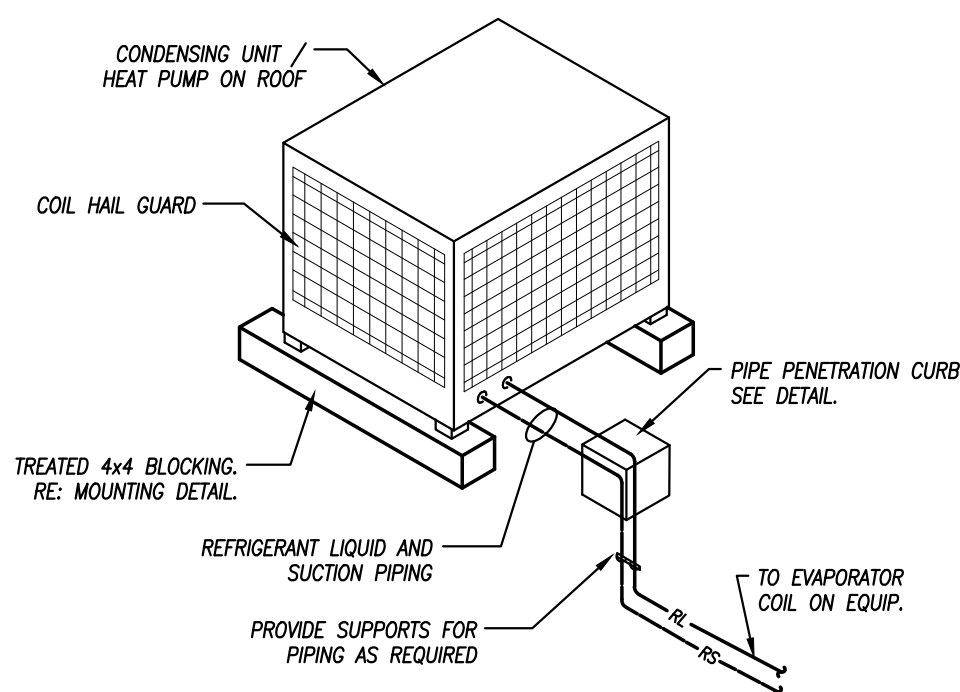 CONDENSING UNIT /
HEAT PUMP ON ROOF
COIL HAIL GUARD
PIPE PENETRATION CURB
SEE DETAIL.
TREATED 4x4 BLOCKING.
RE: MOUNTING DETAIL.
REFRIGERANT LIQUID AND
SUCTION PIPING
TO EVAPORATOR
COIL ON EQUIP.
PROVIDE SUPPORTS FOR
PIPING AS REQUIRED
RL
RS